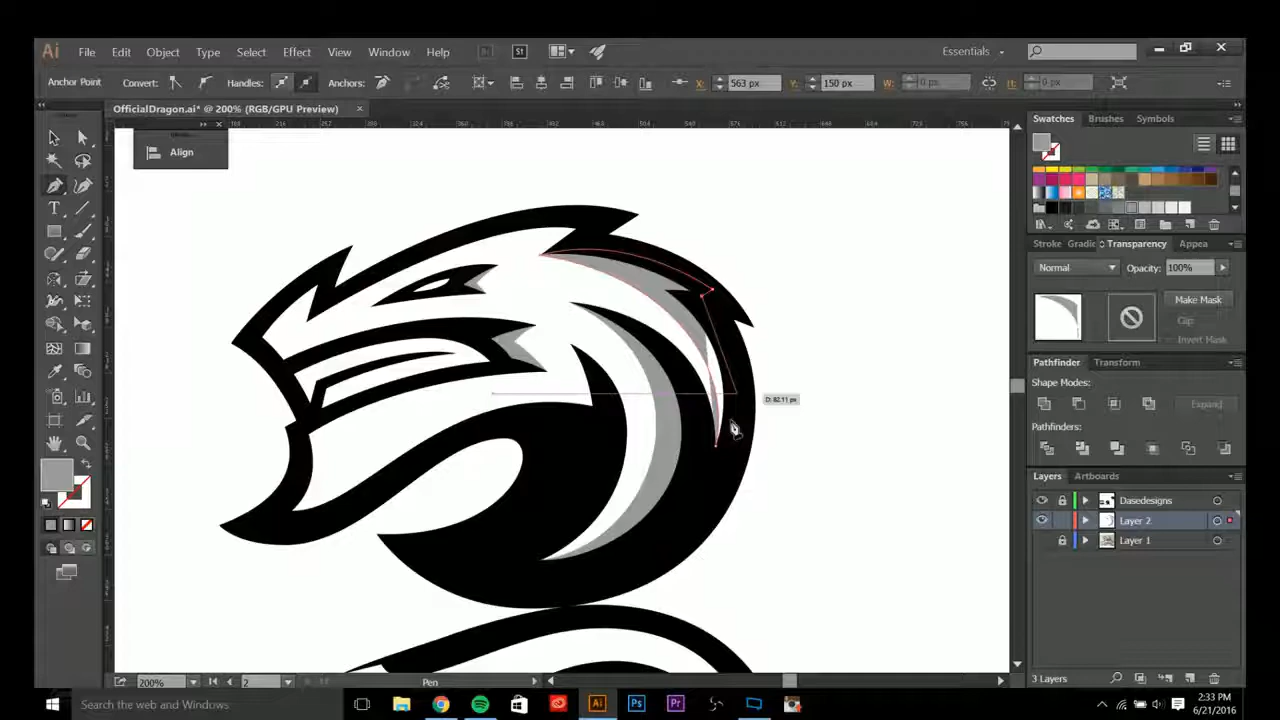 Ai File Edit Object Type Select Effect View Window Help St Essentials
Anchor Point Convert: Handles: Anchors: X: 563 px Y: 150 px W: 0 px H: 0 px
OfficialDragon.ai* @ 200% (RGB/GPU Preview)
Align
Swatches Brushes Symbols
Stroke Gradie Transparency Appea
Normal Opacity: 100%
Make Mask
Clip
Invert Mask
Pathfinder Transform
Shape Modes:
Expand
Pathfinders:
D: 82.11 px
Layers Artboards
Dasedesigns
Layer 2
Layer 1
3 Layers
200% 2 Pen
Search the web and Windows
Ai Ps Pr
2:33 PM
6/21/2016